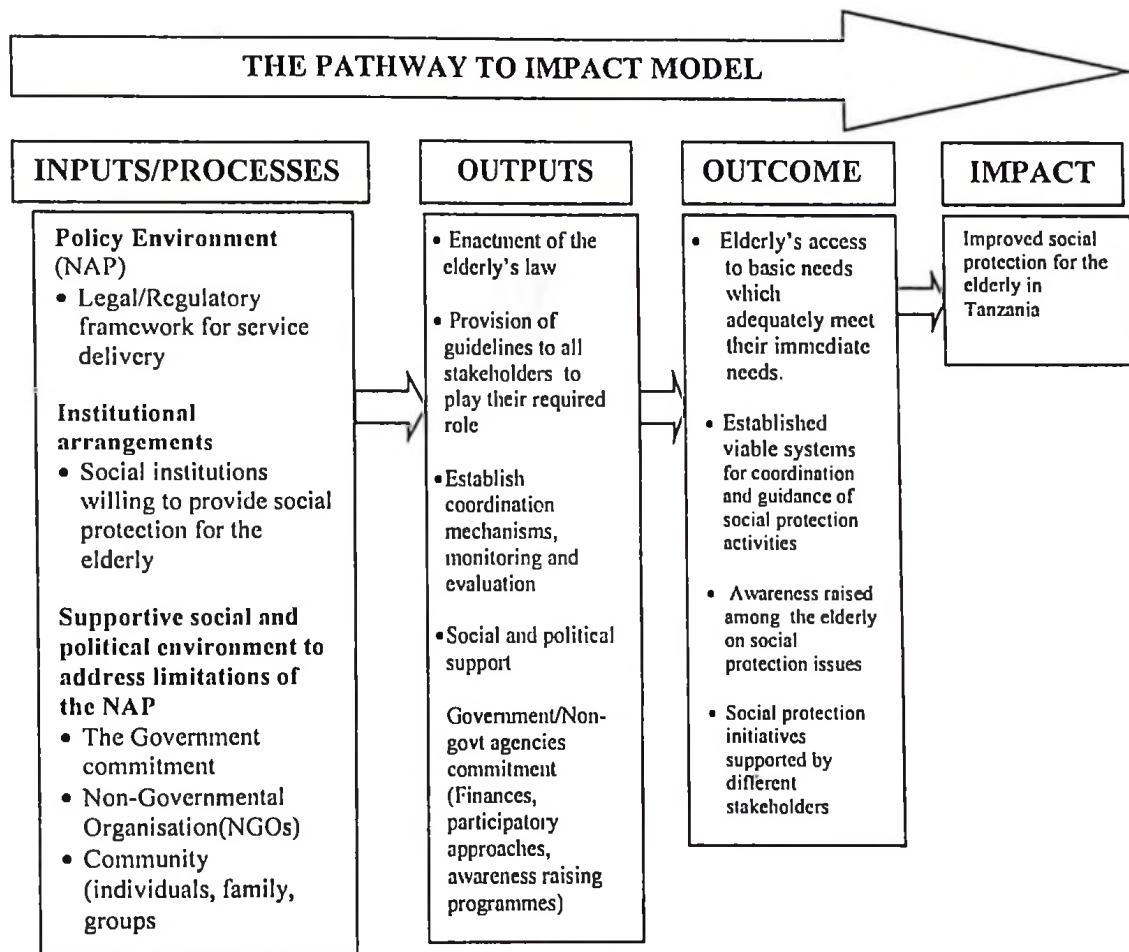 THE PATHWAY TO IMPACT MODEL
INPUTS/PROCESSES
Policy Environment
(NAP)
• Legal/Regulatory
framework for service
delivery
Institutional
arrangements
• Social institutions
willing to provide social
protection for the
elderly
Supportive social and
political environment to
address limitations of
the NAP
• The Government
commitment
• Non-Governmental
Organisation(NGOs)
• Community
(individuals, family,
groups
OUTPUTS
• Enactment of the
elderly's law
• Provision of
guidelines to all
stakeholders to
play their required
role
• Establish
coordination
mechanisms,
monitoring and
evaluation
• Social and political
support
Government/Non-
govt agencies
commitment
(Finances,
participatory
approaches,
awareness raising
programmes)
OUTCOME
• Elderly's access
to basic needs
which
adequately meet
their immediate
needs.
• Established
viable systems
for coordination
and guidance of
social protection
activities
• Awareness raised
among the elderly
on social
protection issues
• Social protection
initiatives
supported by
different
stakeholders
IMPACT
Improved social
protection for the
elderly in
Tanzania